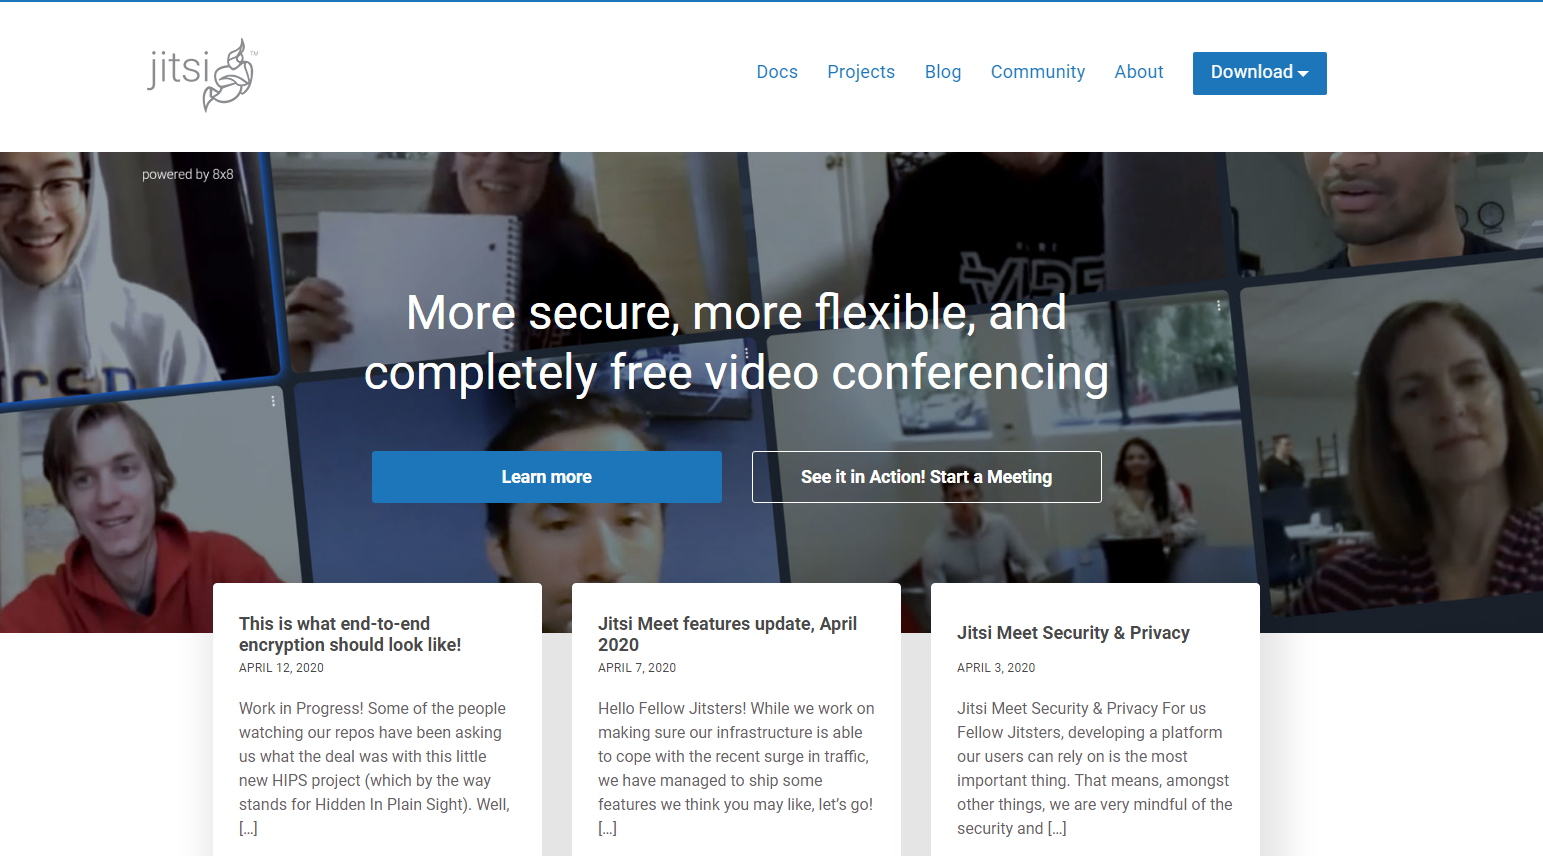 jitsi
TM
Docs Projects Blog Community About Download
powered by 8x8
More secure, more flexible, and
completely free video conferencing
Learn more
See it in Action! Start a Meeting
This is what end-to-end
encryption should look like!
APRIL 12, 2020
Work in Progress! Some of the people
watching our repos have been asking
us what the deal was with this little
new HIPS project (which by the way
stands for Hidden In Plain Sight). Well,
[...]
Jitsi Meet features update, April
2020
APRIL 7, 2020
Hello Fellow Jitsters! While we work on
making sure our infrastructure is able
to cope with the recent surge in traffic,
we have managed to ship some
features we think you may like, let’s go!
[...]
Jitsi Meet Security & Privacy
APRIL 3, 2020
Jitsi Meet Security & Privacy For us
Fellow Jitsters, developing a platform
our users can rely on is the most
important thing. That means, amongst
other things, we are very mindful of the
security and [...]